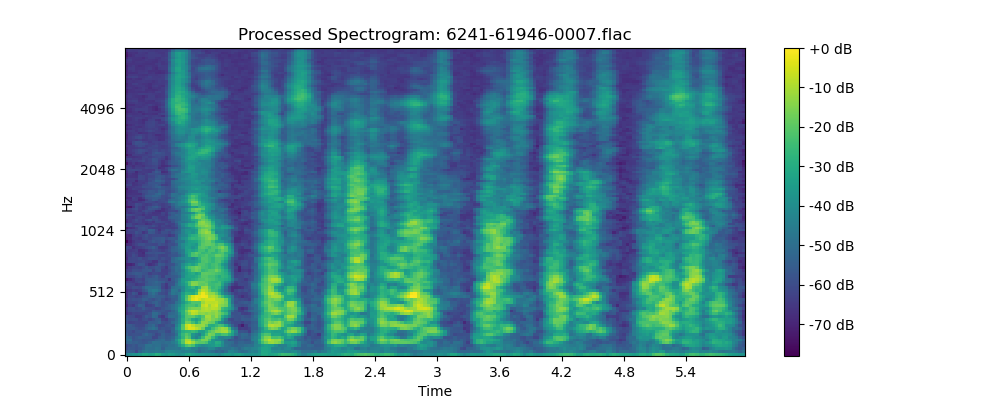 Processed Spectrogram: 6241-61946-0007.flac
Hz
4096
2048
1024
512
0
0 0.6 1.2 1.8 2.4 3 3.6 4.2 4.8 5.4
Time
+0 dB
-10 dB
-20 dB
-30 dB
-40 dB
-50 dB
-60 dB
-70 dB